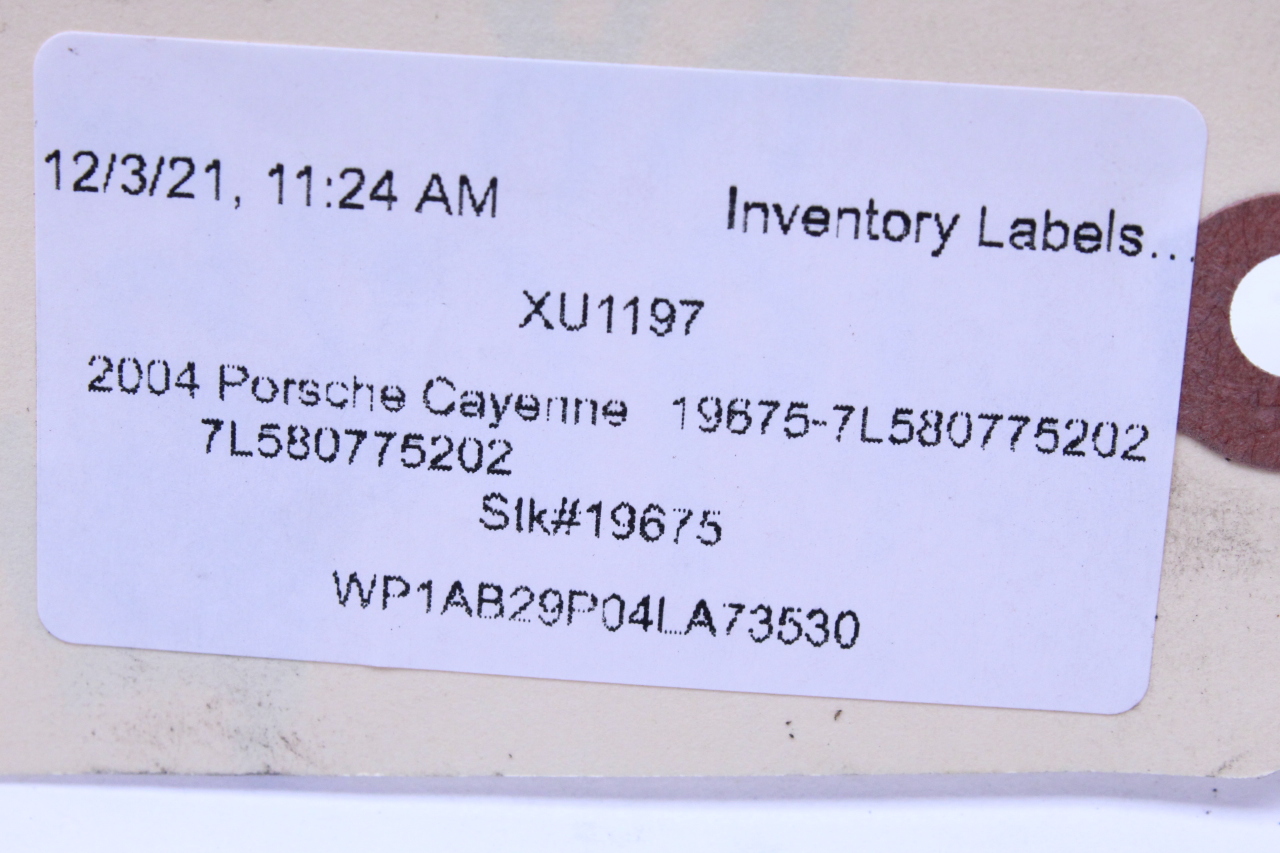 12/3/21, 11:24 AM Inventory Labels...
XU1197
2004 Porsche Cayenne 19675-7L580775202
7L580775202
Stk#19675
WP1AB29P04LA73530